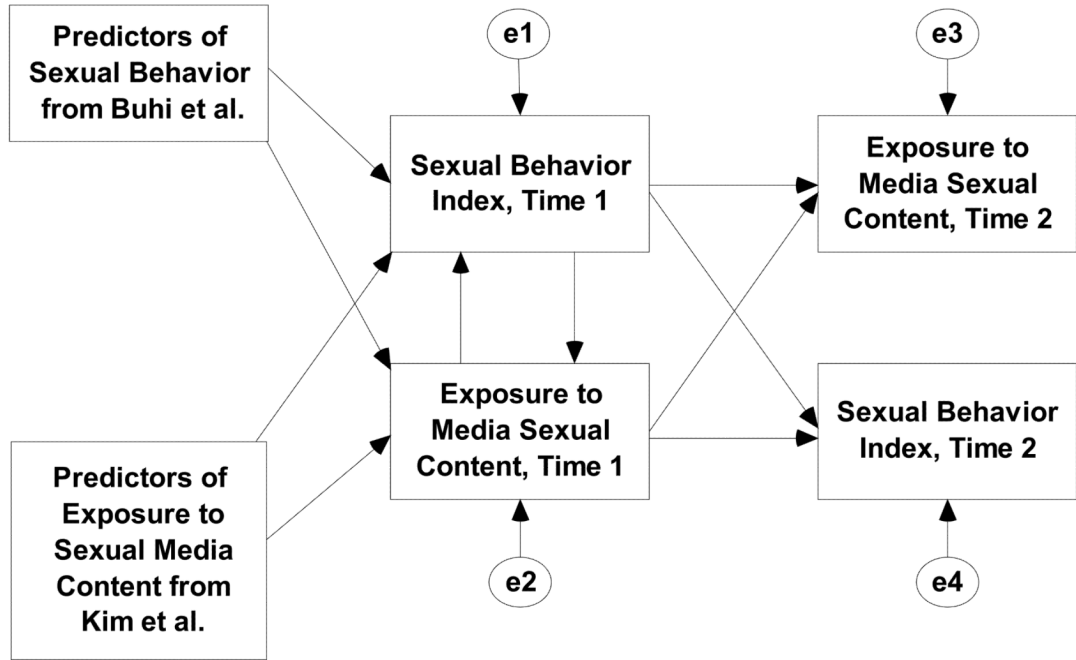 Predictors of
Sexual Behavior
from Buhi et al.
e1
e3
Sexual Behavior
Index, Time 1
Exposure to
Media Sexual
Content, Time 2
Predictors of
Exposure to
Sexual Media
Content from
Kim et al.
Exposure to
Media Sexual
Content, Time 1
Sexual Behavior
Index, Time 2
e2
e4